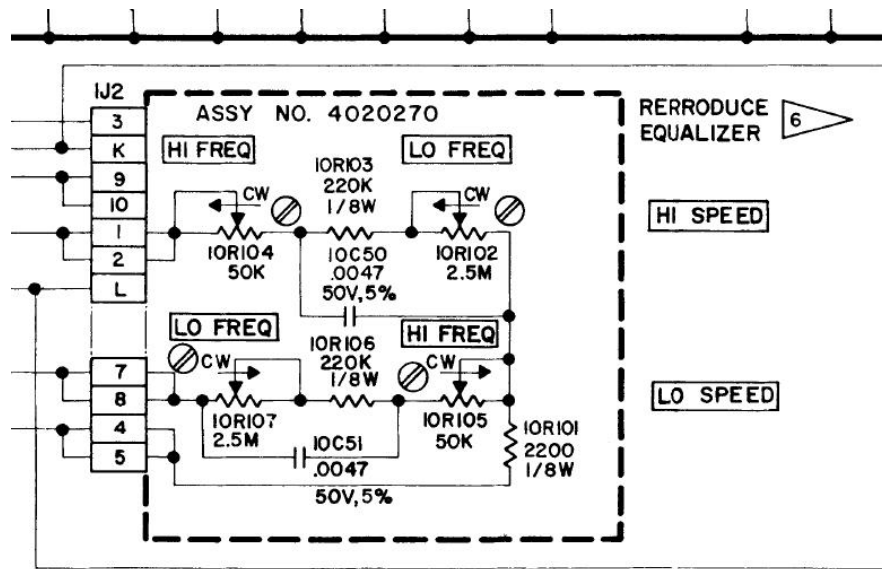 1J2
ASSY NO. 4020270
RERRODUCE
EQUALIZER
6
3
K
9
10
1
2
L
HI FREQ
10R103
220K
1/8W
LO FREQ
CW
CW
10R104
50K
10C50
.0047
50V,5%
10R102
2.5M
HI SPEED
LO FREQ
10R106
220K
1/8W
HI FREQ
7
8
4
5
CW
CW
10R107
2.5M
10C51
.0047
50V,5%
10R105
50K
10R101
2200
1/8W
LO SPEED